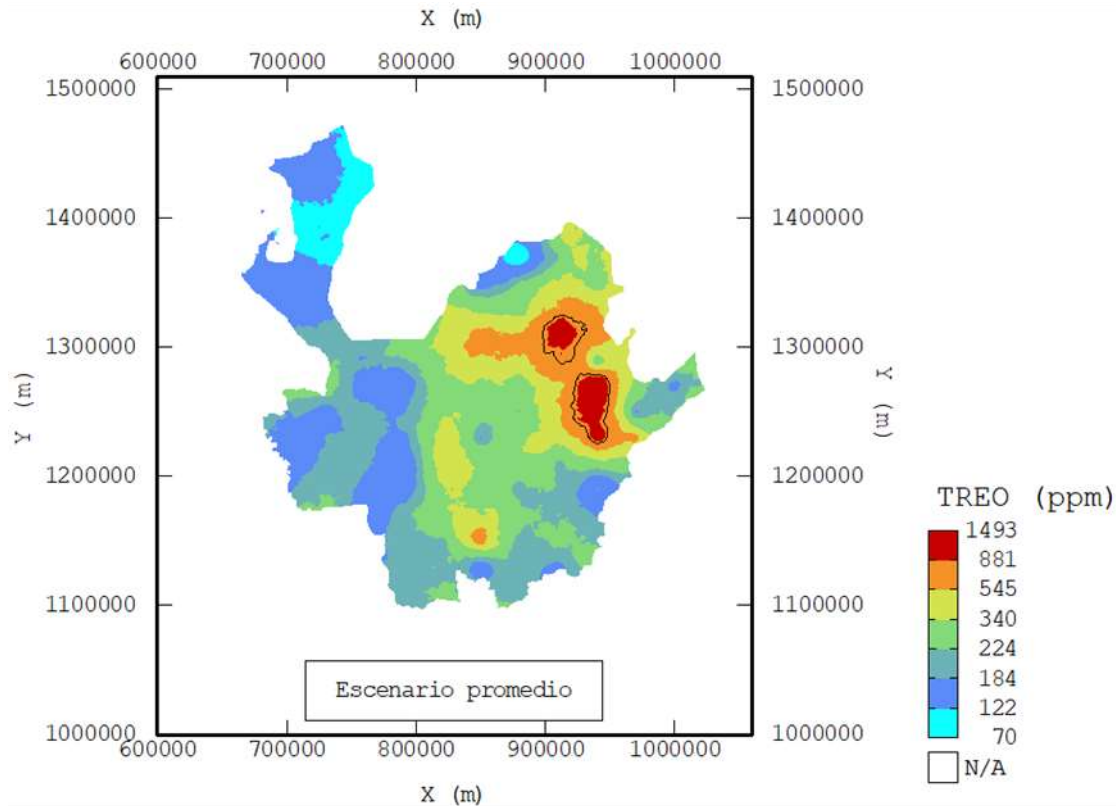 X (m)
600000 700000 800000 900000 1000000
1500000 1500000
1400000 1400000
1300000 1300000
Y (m) Y (m)
1200000 1200000
1100000 1100000
1000000 1000000
Escenario promedio
600000 700000 800000 900000 1000000
X (m)
TREO (ppm)
1493
881
545
340
224
184
122
70
N/A